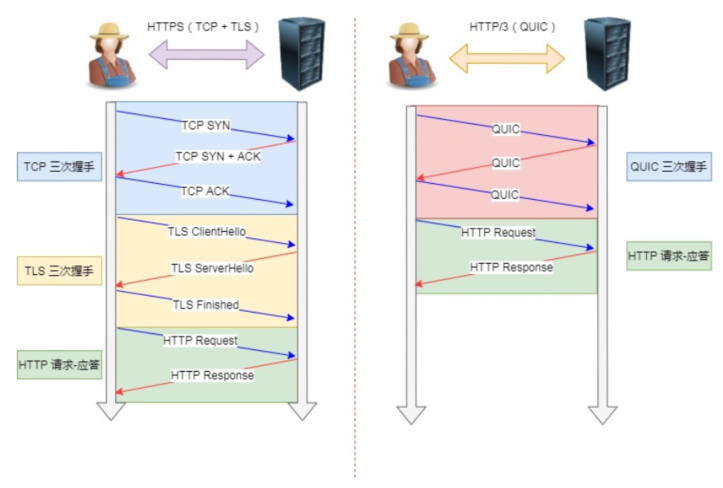 HTTPS（TCP + TLS）
TCP SYN
TCP SYN + ACK
TCP 三次握手
TCP ACK
TLS ClientHello
TLS ServerHello
TLS 三次握手
TLS Finished
HTTP Request
HTTP 请求-应答
HTTP Response
HTTP/3（QUIC）
QUIC
QUIC
QUIC 三次握手
QUIC
HTTP Request
HTTP 请求-应答
HTTP Response